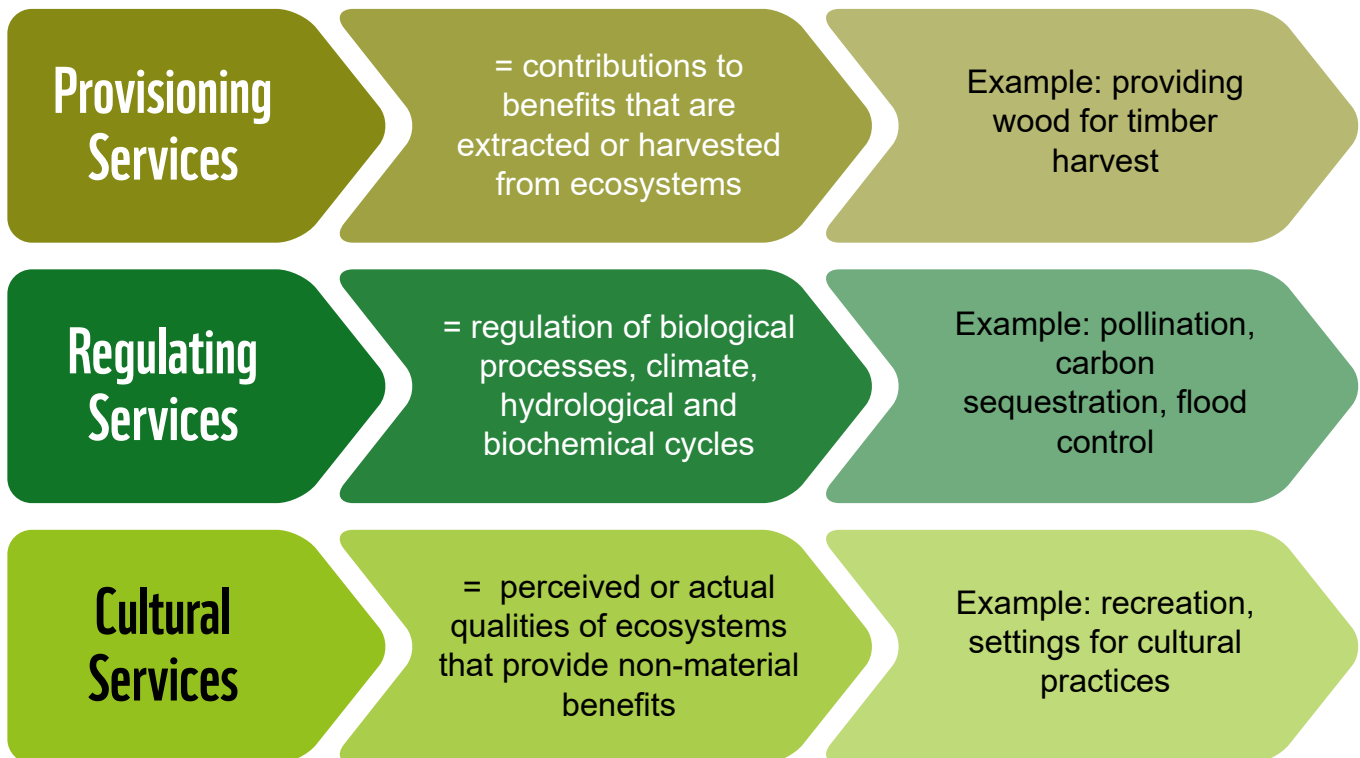 Provisioning
Services
= contributions to
benefits that are
extracted or harvested
from ecosystems
Example: providing
wood for timber
harvest
Regulating
Services
= regulation of biological
processes, climate,
hydrological and
biochemical cycles
Example: pollination,
carbon
sequestration, flood
control
Cultural
Services
= perceived or actual
qualities of ecosystems
that provide non-material
benefits
Example: recreation,
settings for cultural
practices